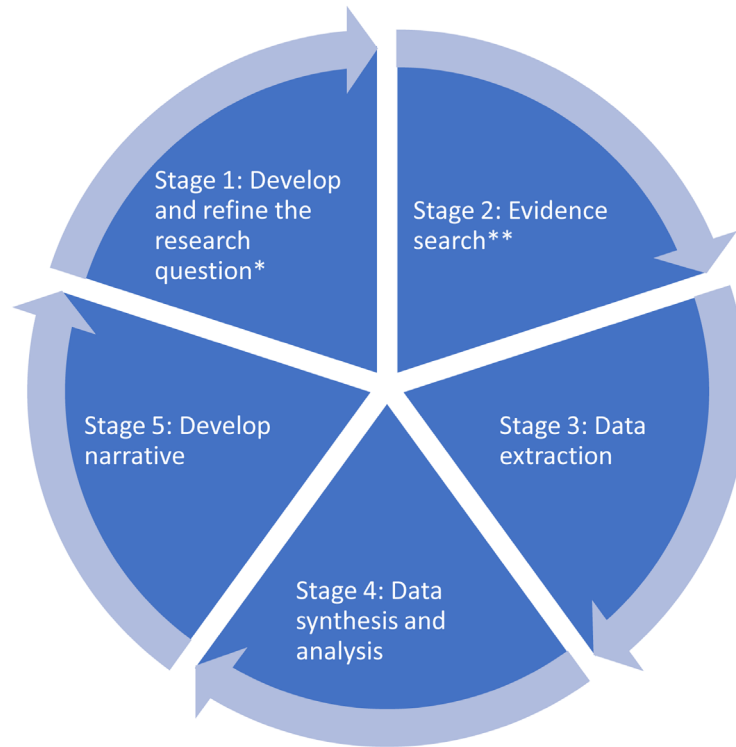 Stage 1: Develop
and refine the
research
question*
Stage 2: Evidence
search**
Stage 3: Data
extraction
Stage 4: Data
synthesis and
analysis
Stage 5: Develop
narrative